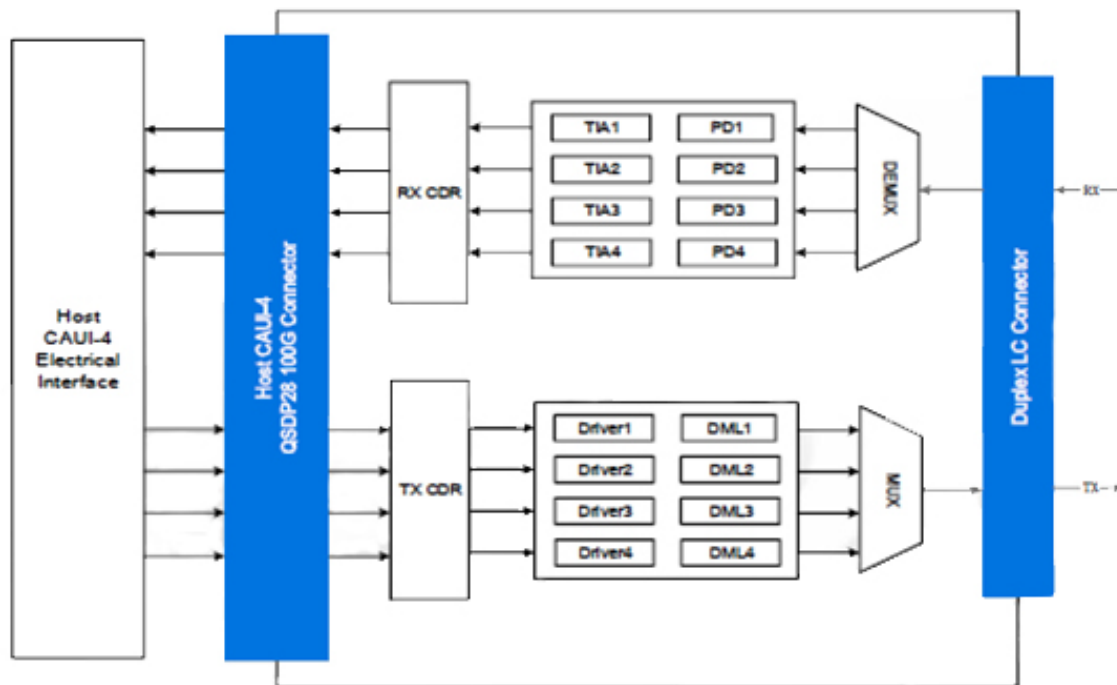 Host
CAUI-4
Electrical
Interface
Host CAUI-4
QSDP28 100G Connector
RX CDR
TIA1
PD1
TIA2
PD2
TIA3
PD3
TIA4
PD4
DEMUX
RX
Duplex LC Connector
TX CDR
Driver1
DML1
Driver2
DML2
Driver3
DML3
Driver4
DML4
MUX
TX